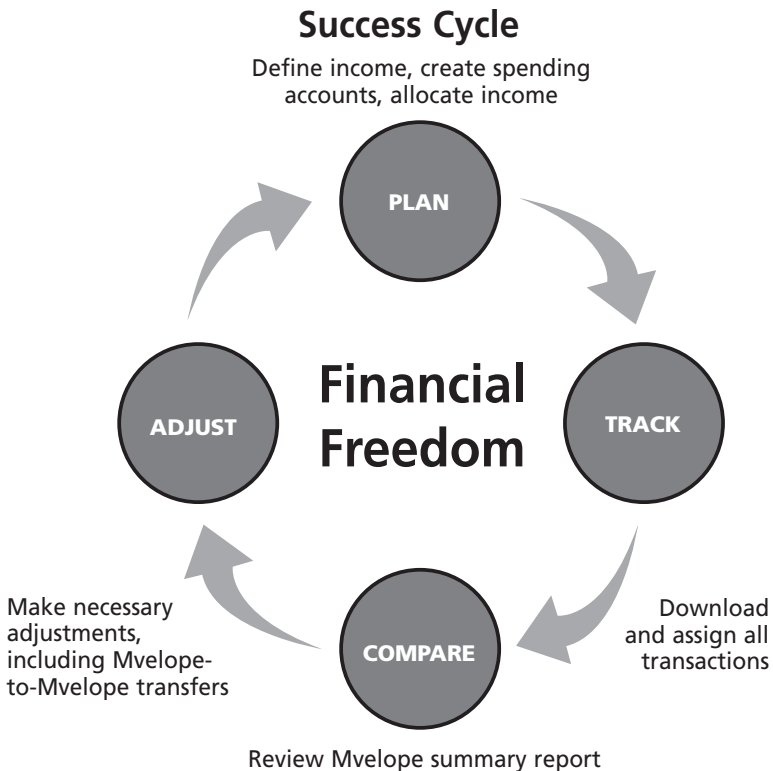 Success Cycle
Define income, create spending
accounts, allocate income
PLAN
Financial
Freedom
ADJUST
TRACK
Make necessary
adjustments,
including Mvelope-
to-Mvelope transfers
COMPARE
Download
and assign all
transactions
Review Mvelope summary report